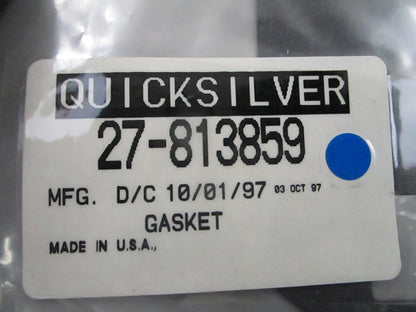 QUICKSILVER
27-813859
MFG. D/C 10/01/97 03 OCT 97
GASKET
MADE IN U.S.A.,